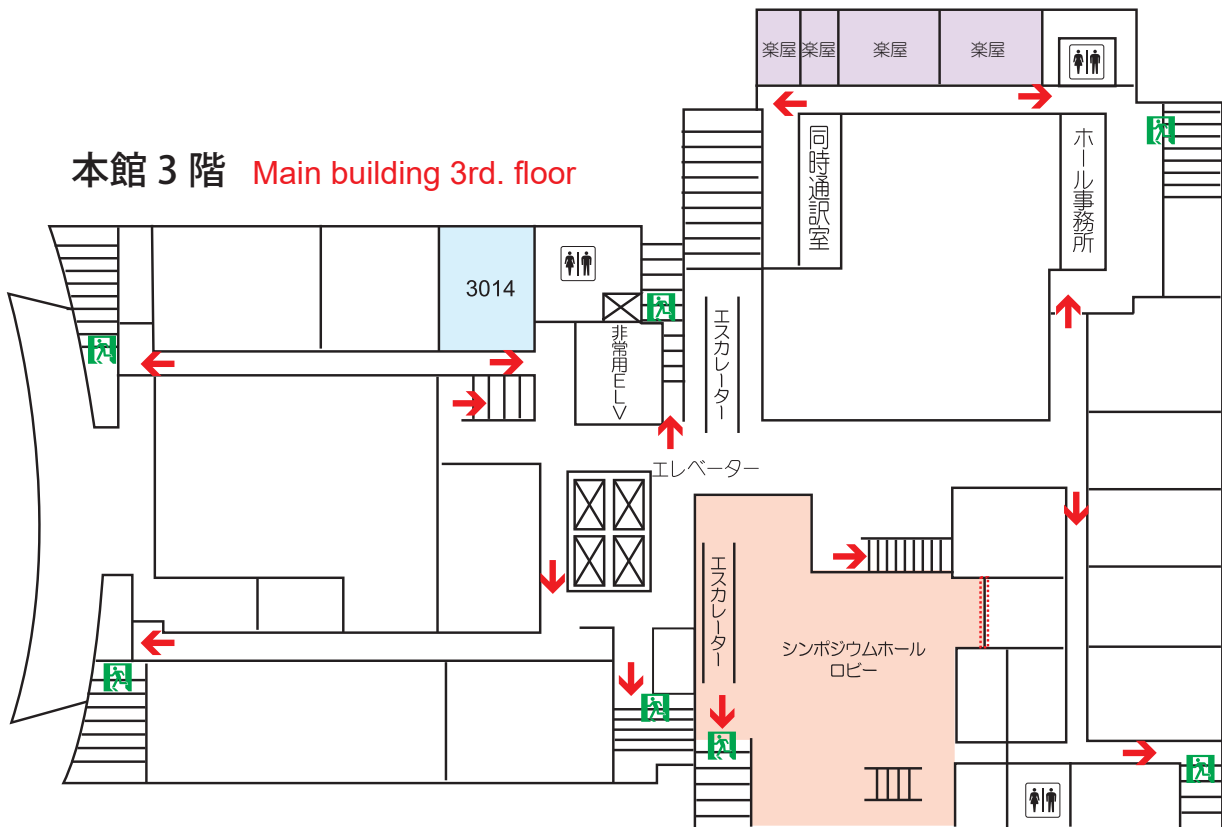 楽屋 楽屋 楽屋 楽屋
本館 3 階 Main building 3rd. floor
同時通訳室
ホール事務所
3014
非常用ELV
エスカレーター
エレベーター
エスカレーター
シンポジウムホール
ロビー